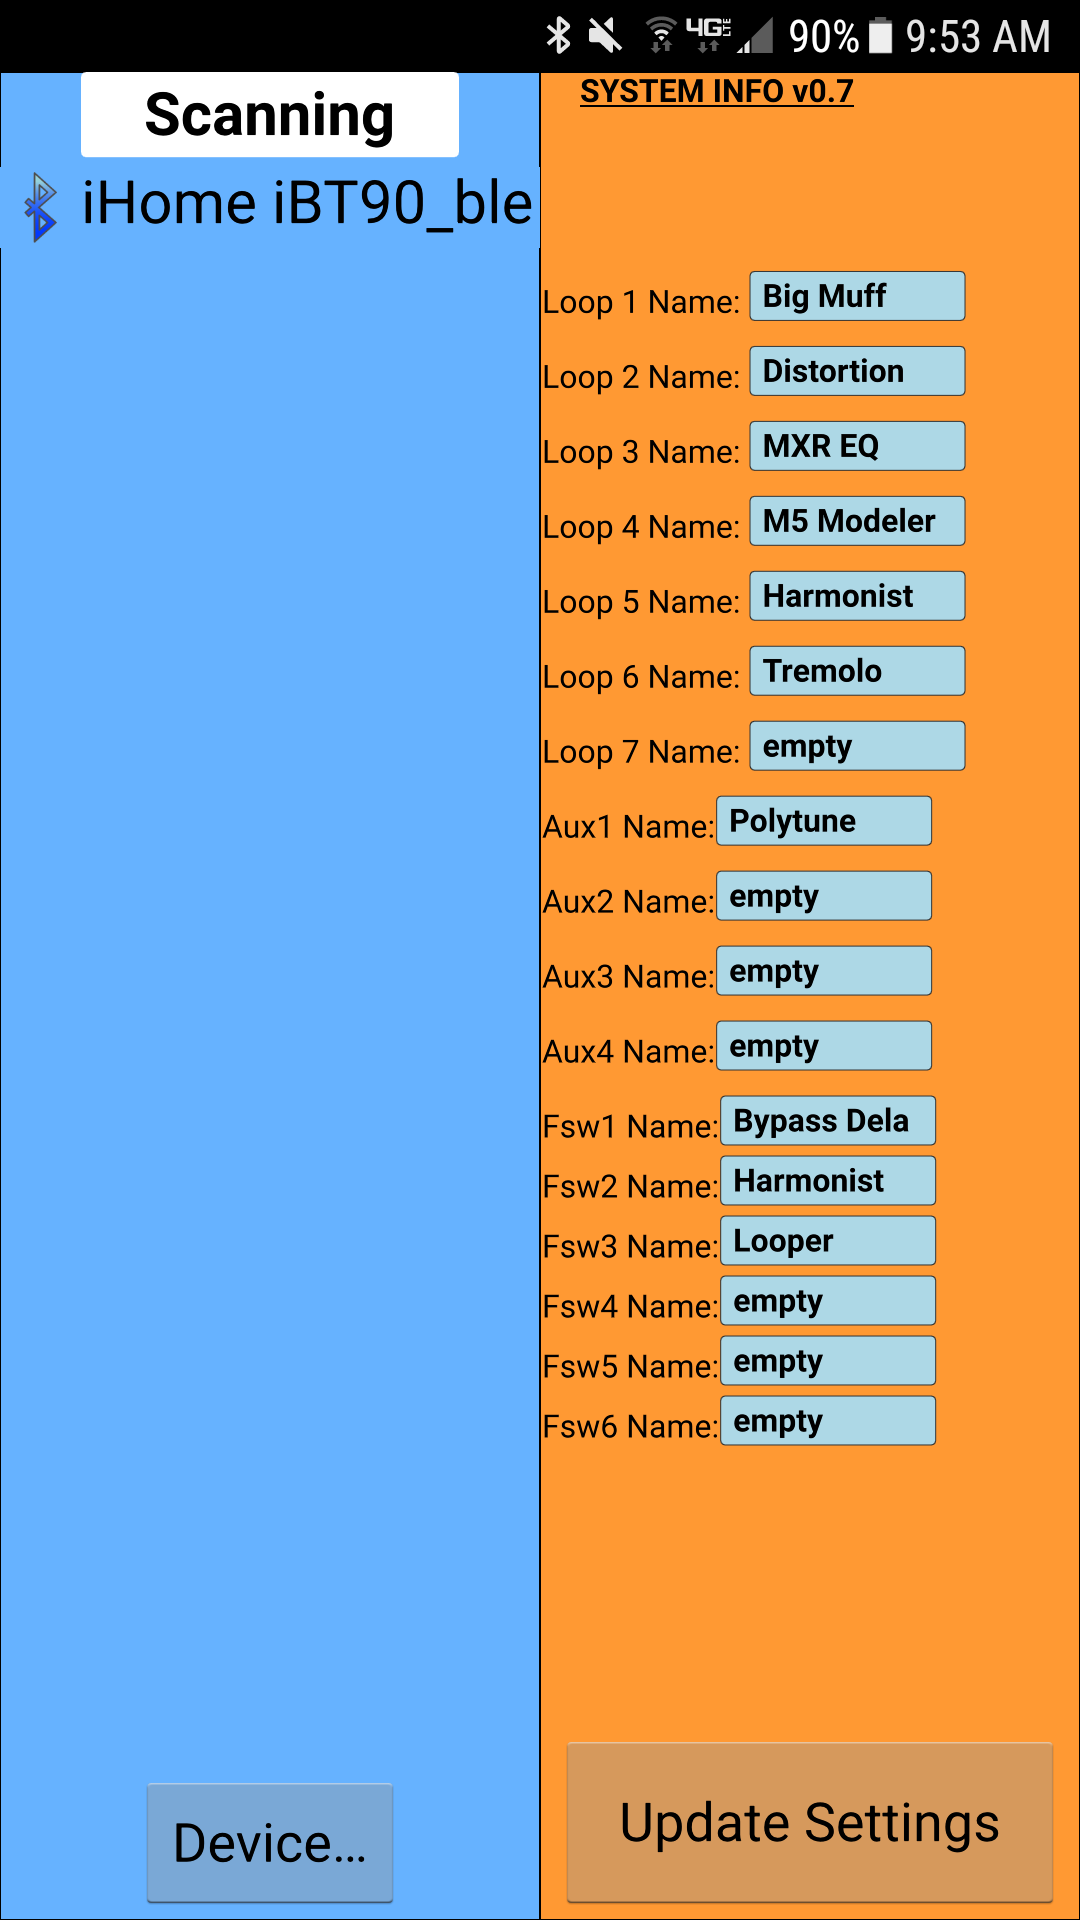 4G LTE 90% 9:53 AM
Scanning
iHome iBT90_ble
SYSTEM INFO v0.7
Loop 1 Name: Big Muff
Loop 2 Name: Distortion
Loop 3 Name: MXR EQ
Loop 4 Name: M5 Modeler
Loop 5 Name: Harmonist
Loop 6 Name: Tremolo
Loop 7 Name: empty
Aux1 Name: Polytune
Aux2 Name: empty
Aux3 Name: empty
Aux4 Name: empty
Fsw1 Name: Bypass Dela
Fsw2 Name: Harmonist
Fsw3 Name: Looper
Fsw4 Name: empty
Fsw5 Name: empty
Fsw6 Name: empty
Device...
Update Settings